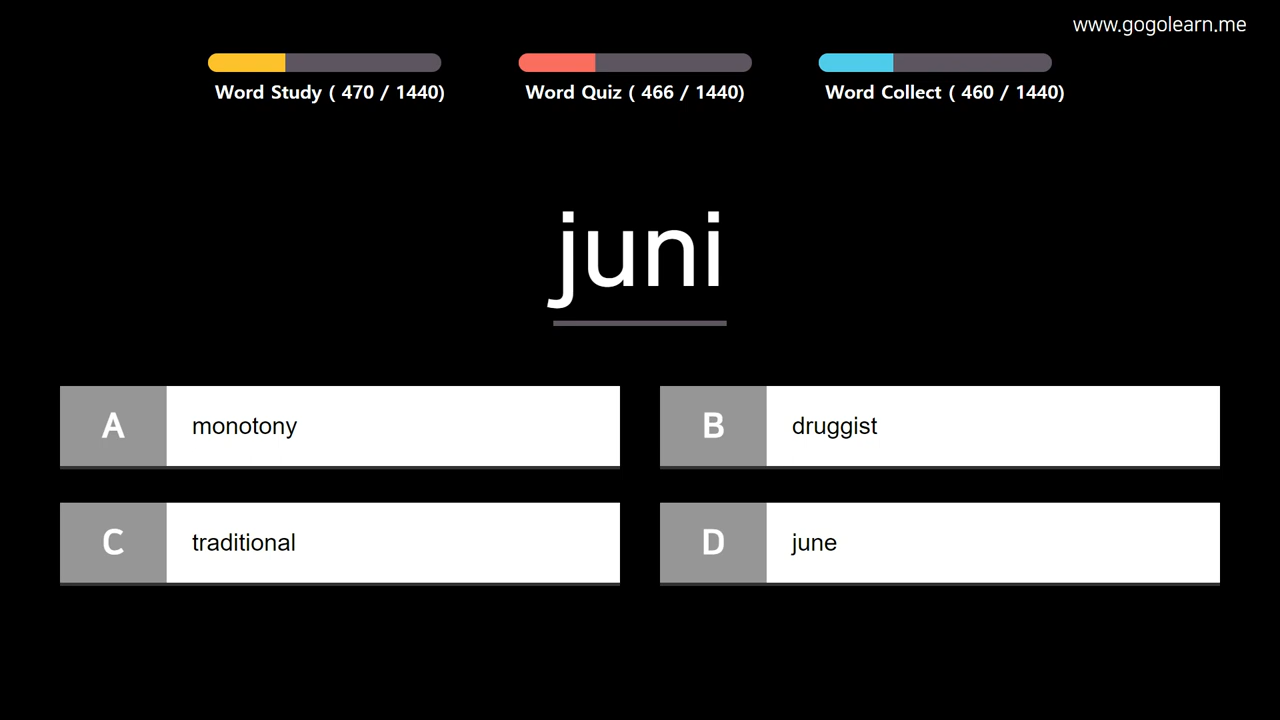 www.gogolearn.me
Word Study ( 470 / 1440)
Word Quiz ( 466 / 1440)
Word Collect ( 460 / 1440)
juni
A monotony
B druggist
C traditional
D june